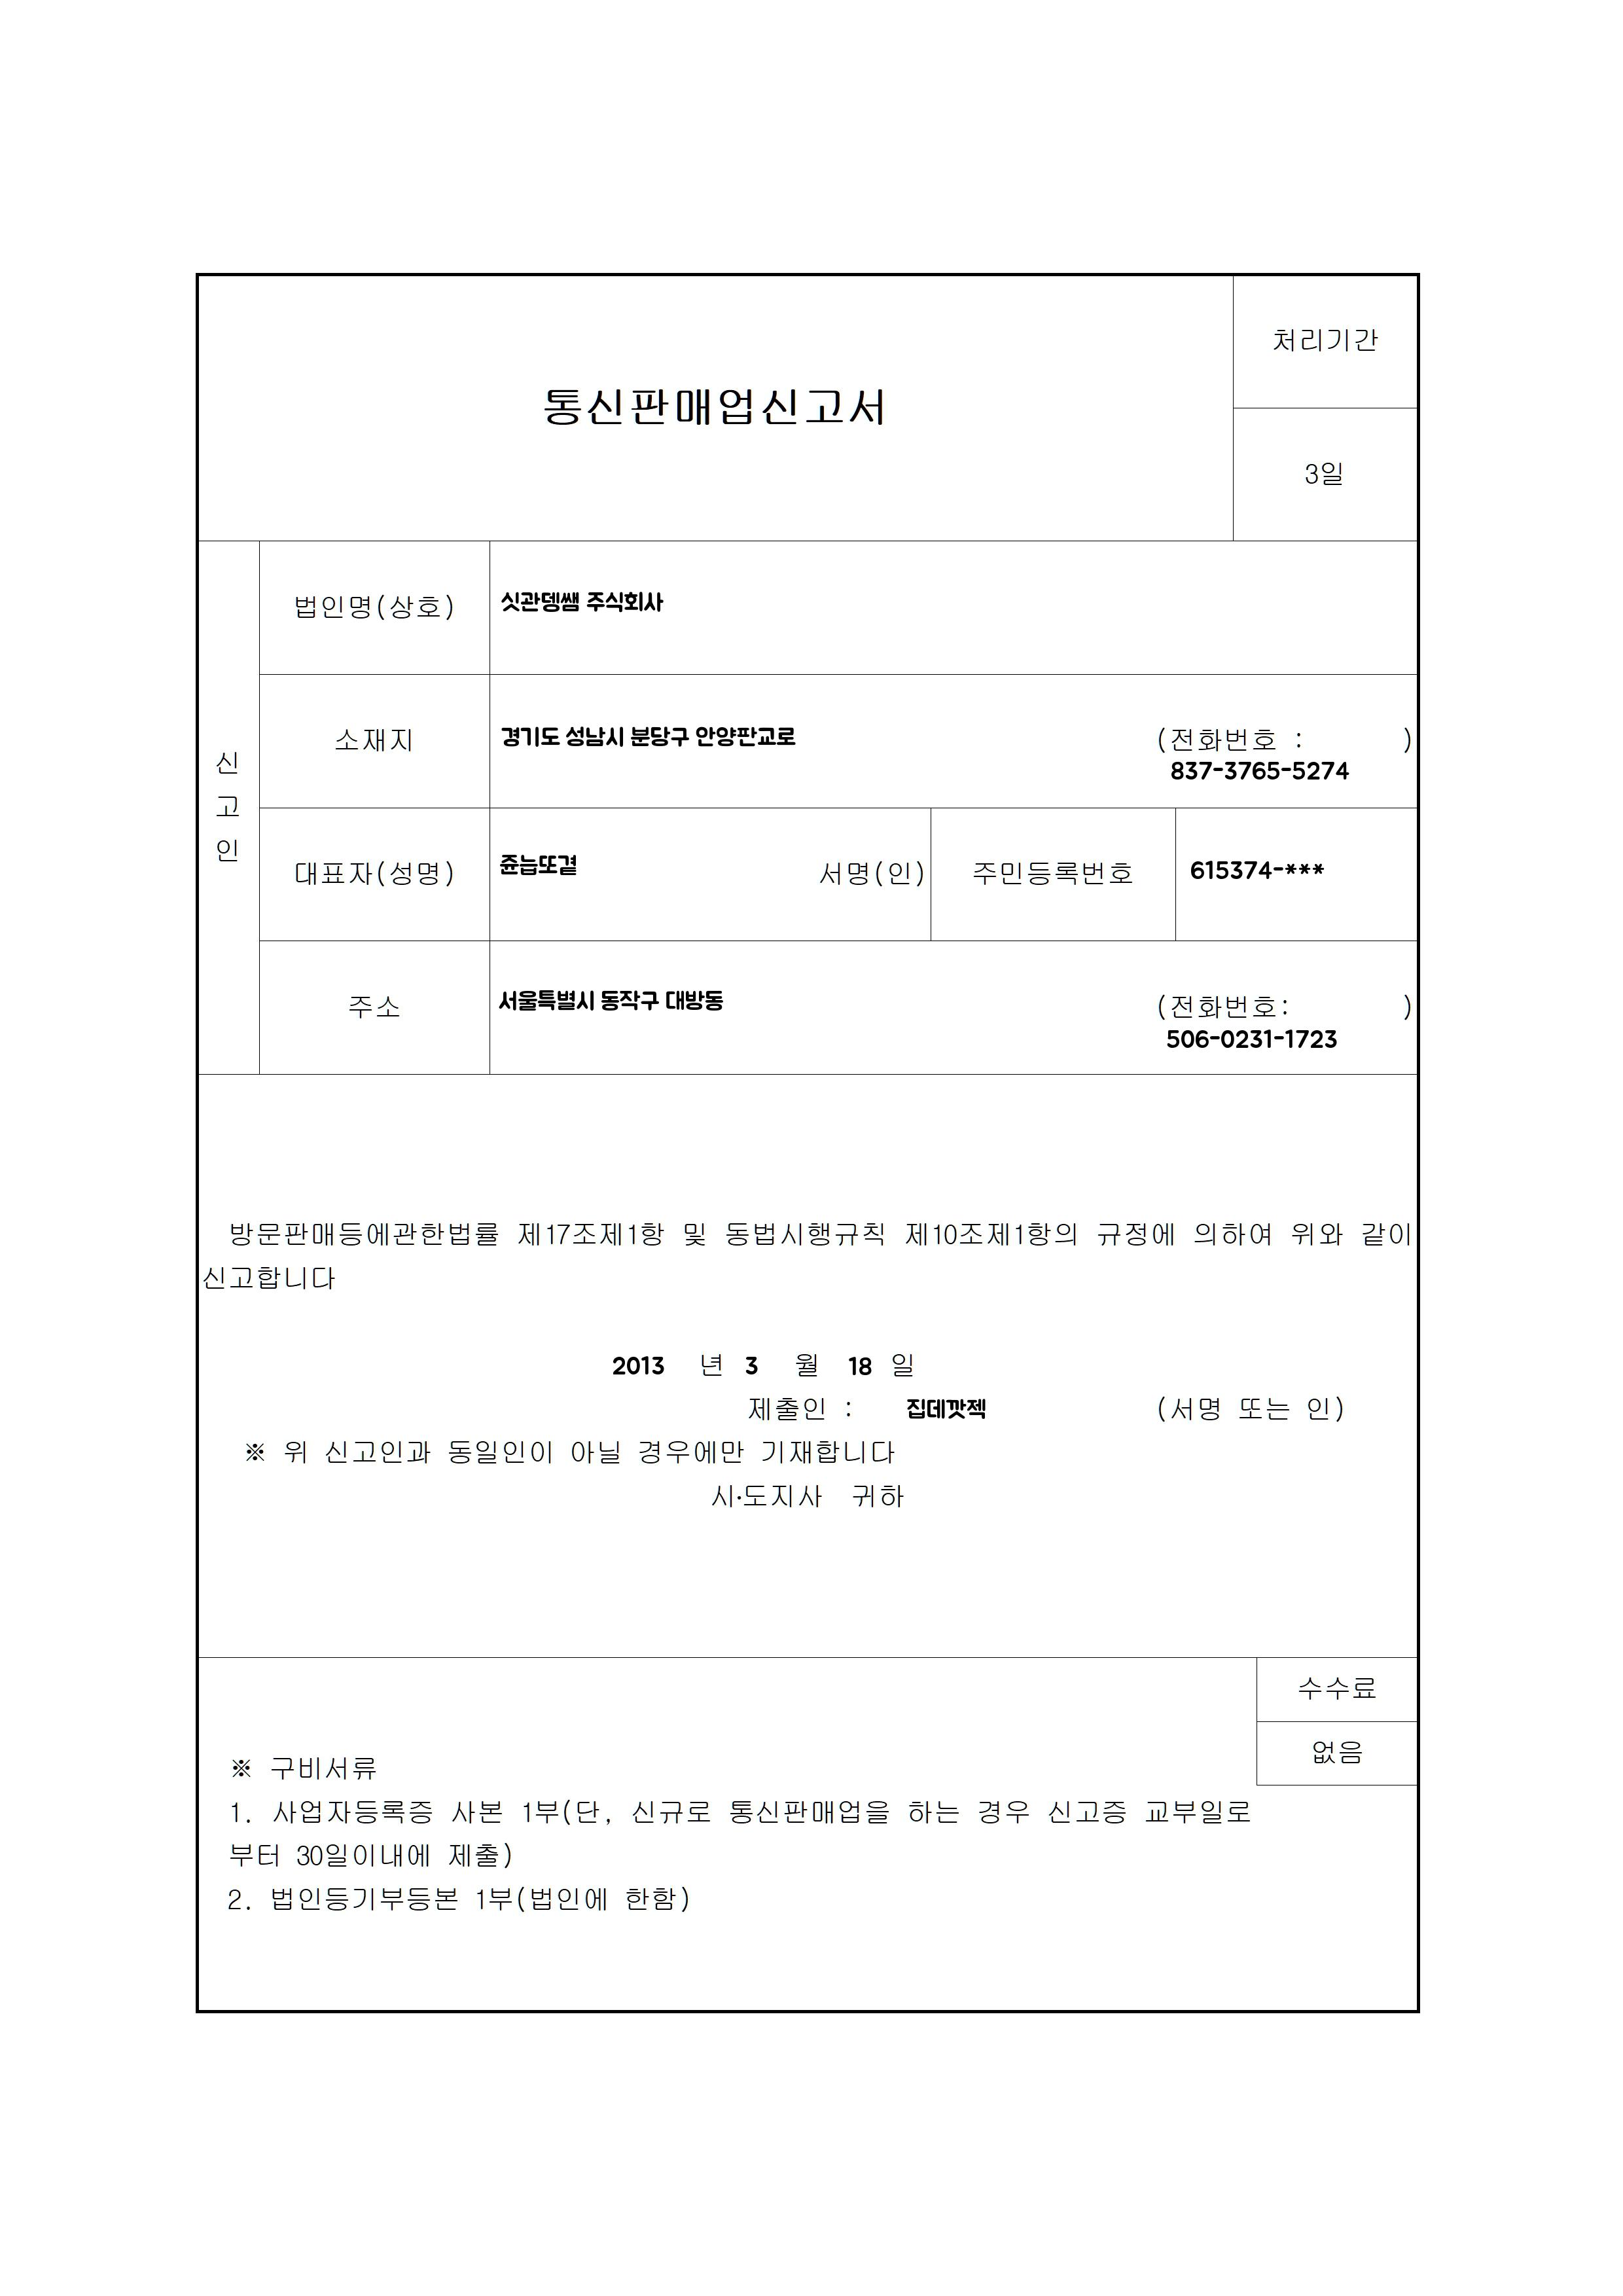 통신판매업신고서
처리기간
3일
신고인
법인명(상호) 싯관뎅쌤 주식회사
소재지 경기도 성남시 분당구 안양판교로 (전화번호 : )
837-3765-5274
대표자(성명) 쥰늡또곁 서명(인) 주민등록번호 615374-***
주소 서울특별시 동작구 대방동 (전화번호: )
506-0231-1723
방문판매등에관한법률 제17조제1항 및 동법시행규칙 제10조제1항의 규정에 의하여 위와 같이
신고합니다
2013 년 3 월 18 일
제출인 : 집데깟젝 (서명 또는 인)
※ 위 신고인과 동일인이 아닐 경우에만 기재합니다
시·도지사 귀하
수수료
없음
※ 구비서류
1. 사업자등록증 사본 1부(단, 신규로 통신판매업을 하는 경우 신고증 교부일로
부터 30일이내에 제출)
2. 법인등기부등본 1부(법인에 한함)